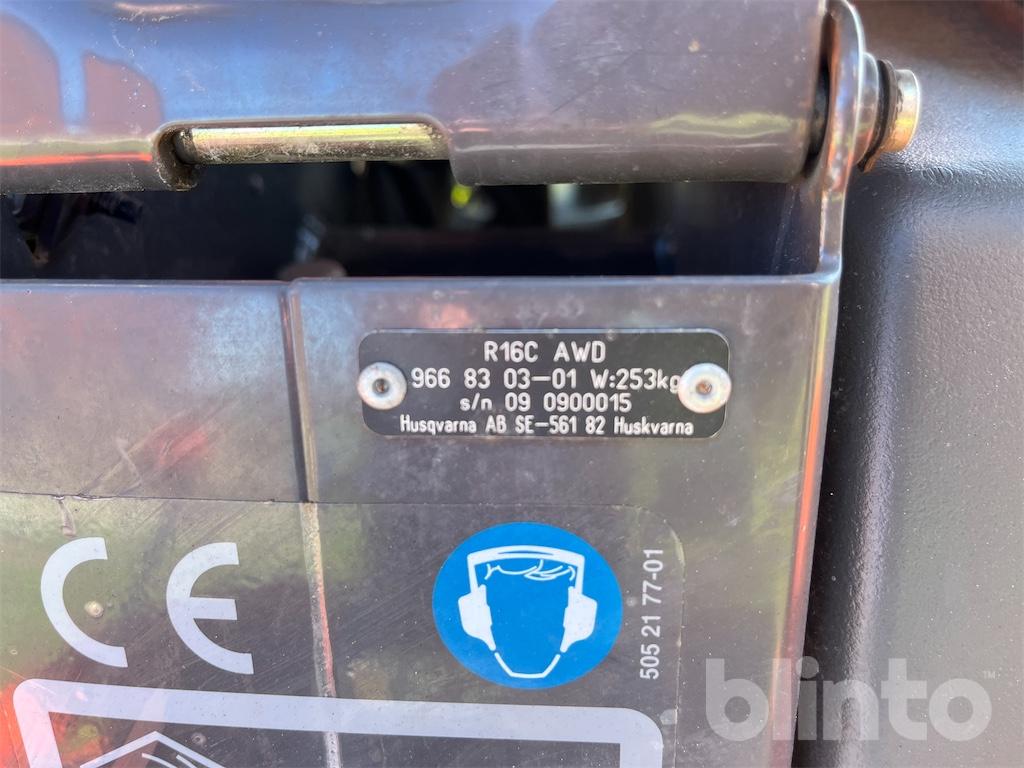 R16C AWD
966 83 03-01 W:253kg
s/n 09 0900015
Husqvarna AB SE-561 82 Huskvarna
CE
505 21 77-01
blinto™